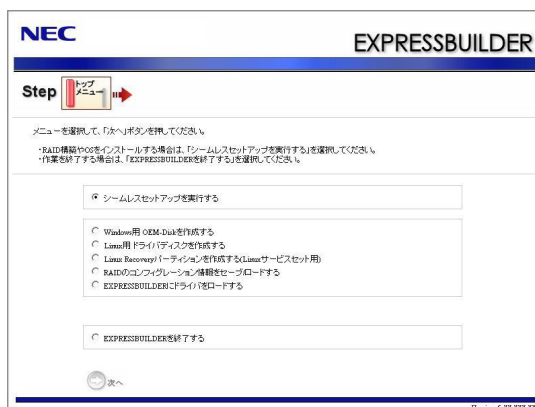 NEC
EXPRESSBUILDER
Step
トップ
メニュー
メニューを選択して、「次へ」ボタンを押してください。
・RAID構築やOSをインストールする場合は、「シームレスセットアップを実行する」を選択してください。
・作業を終了する場合は、「EXPRESSBUILDERを終了する」を選択してください。
シームレスセットアップを実行する
Windows用 OEM-Diskを作成する
Linux用 ドライバディスクを作成する
Linux Recoveryパーティションを作成する(Linuxサービスセット用)
RAIDのコンフィグレーション情報をセーブ/ロードする
EXPRESSBUILDERにドライバをロードする
EXPRESSBUILDERを終了する
次へ